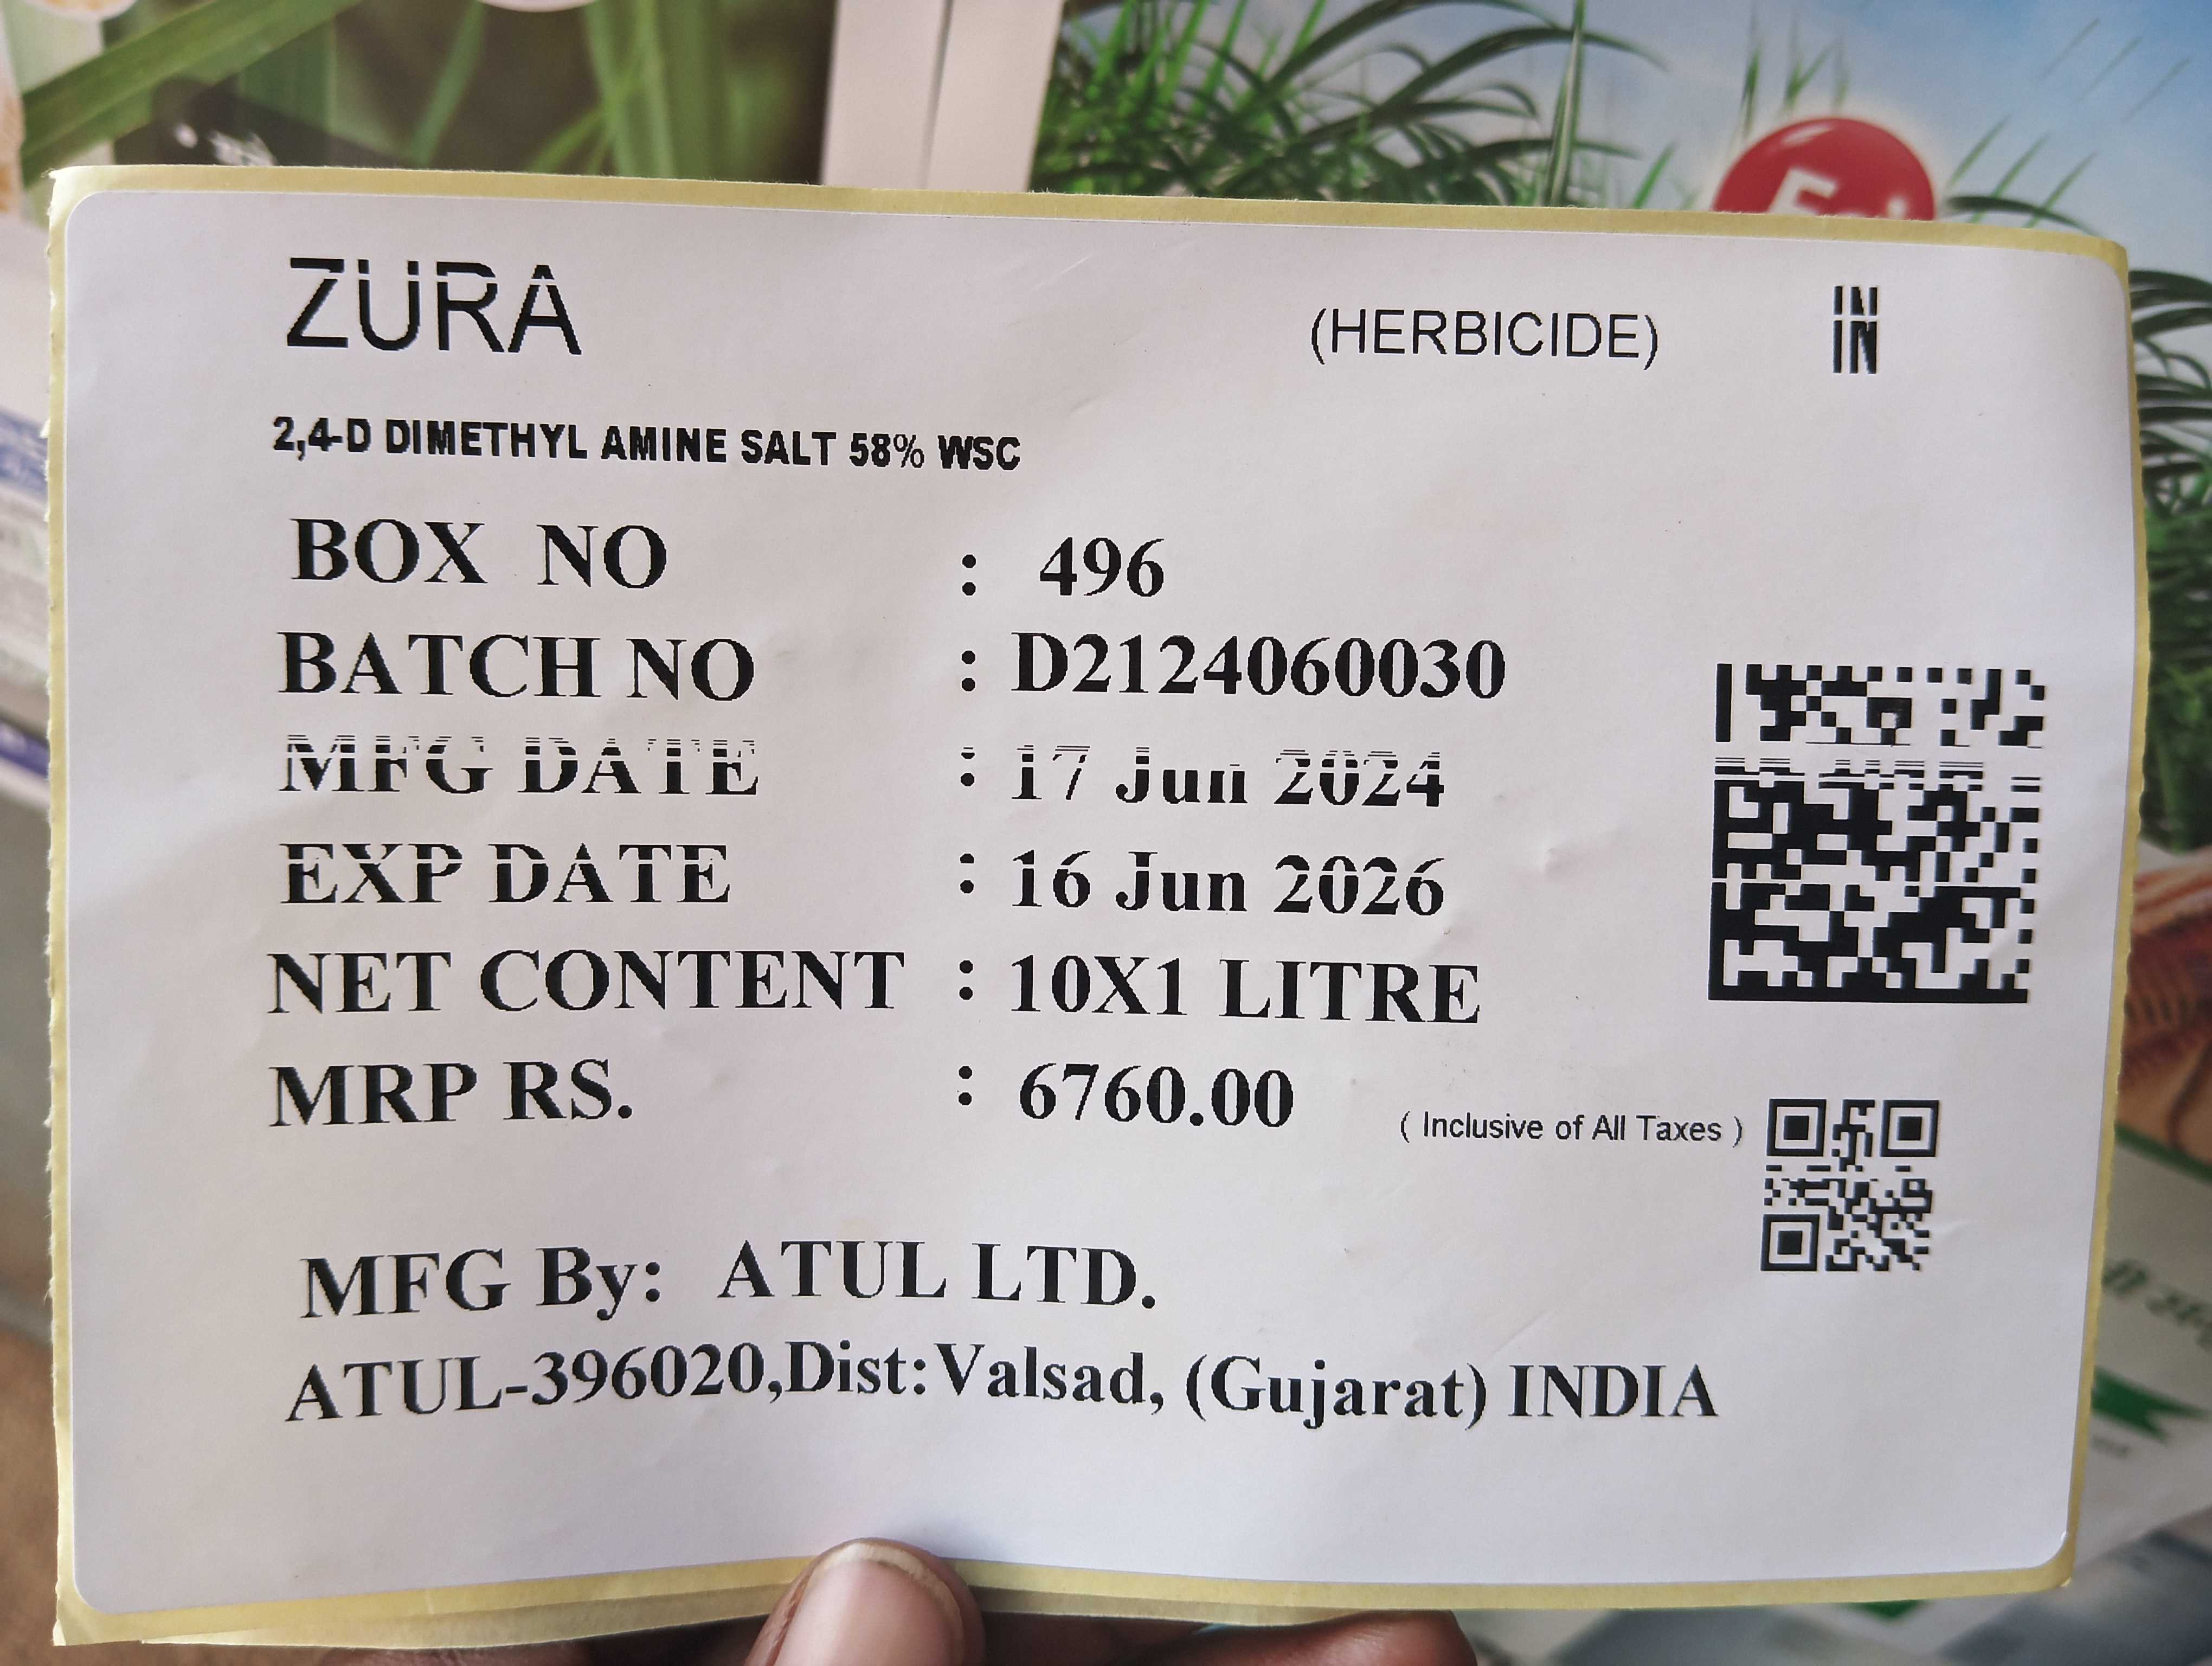 ZURA (HERBICIDE) IN
2,4-D DIMETHYL AMINE SALT 58% WSC
BOX NO : 496
BATCH NO : D2124060030
MFG DATE : 17 Jun 2024
EXP DATE : 16 Jun 2026
NET CONTENT : 10X1 LITRE
MRP RS. : 6760.00 ( Inclusive of All Taxes )
MFG By: ATUL LTD.
ATUL-396020,Dist:Valsad, (Gujarat) INDIA